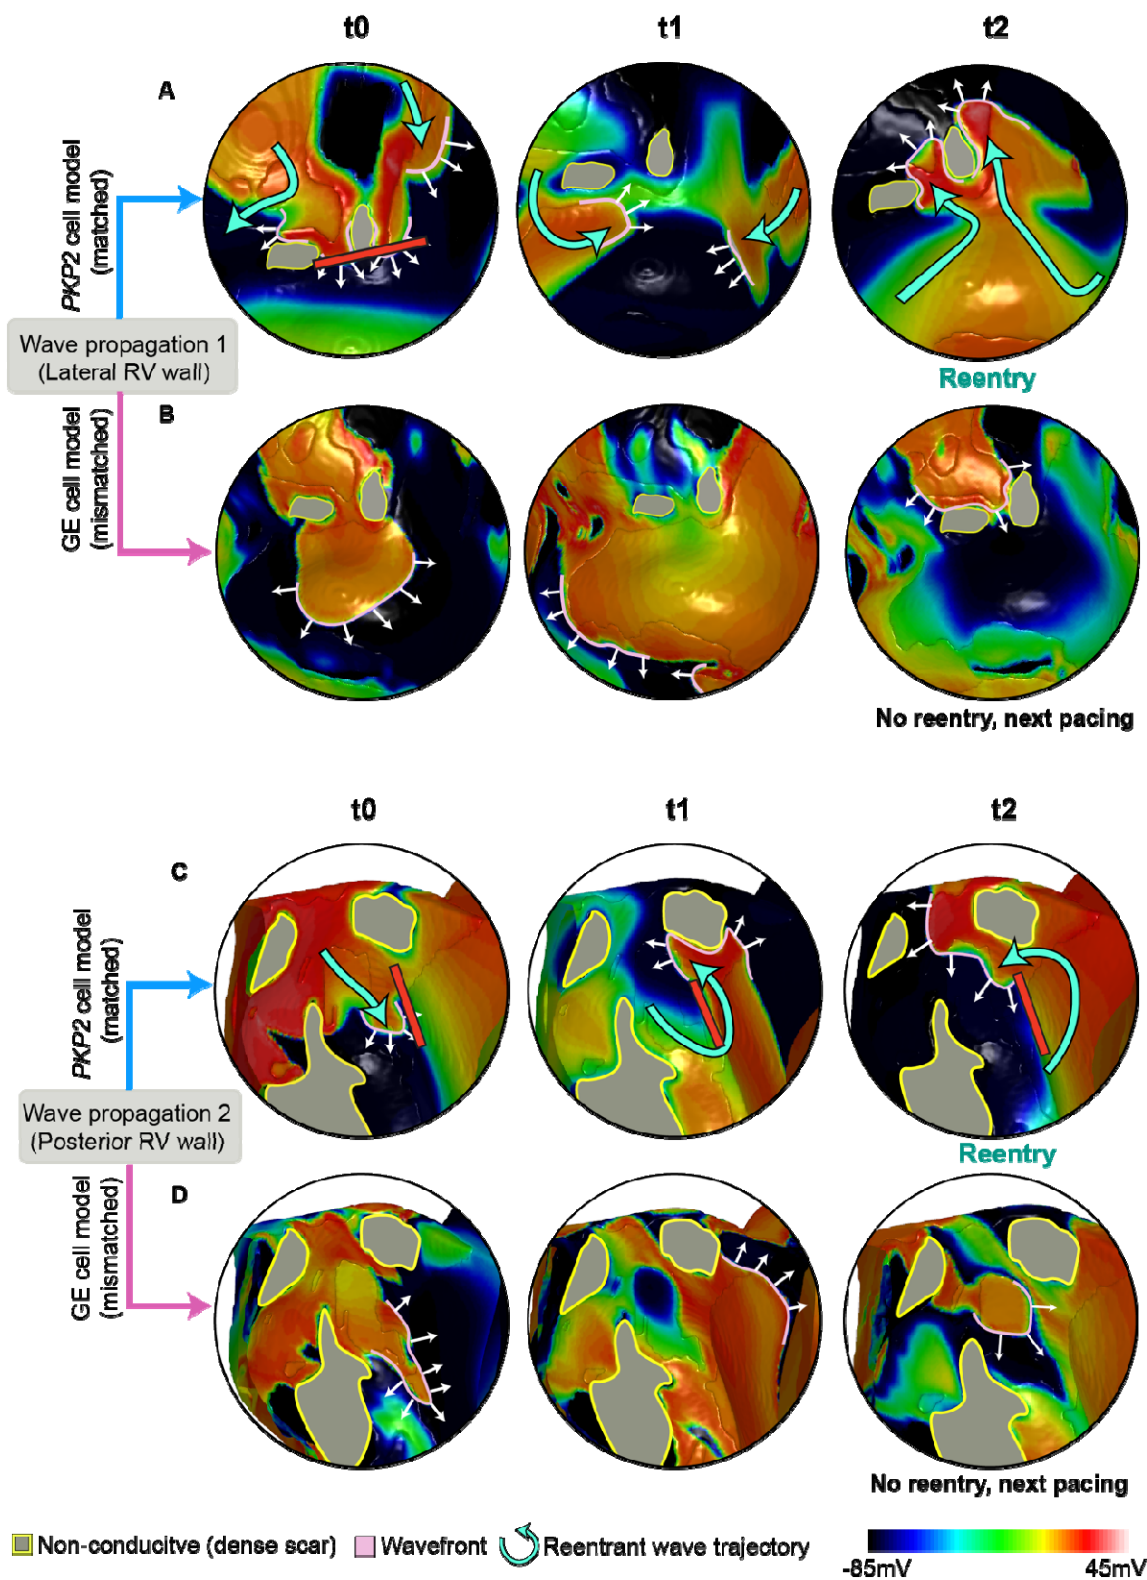 t0 t1 t2
A
PKP2 cell model
(matched)
Wave propagation 1
(Lateral RV wall)
Reentry
B
GE cell model
(mismatched)
No reentry, next pacing
t0 t1 t2
C
PKP2 cell model
(matched)
Wave propagation 2
(Posterior RV wall)
Reentry
D
GE cell model
(mismatched)
No reentry, next pacing
Non-conducitve (dense scar) Wavefront Reentrant wave trajectory
-85mV 45mV